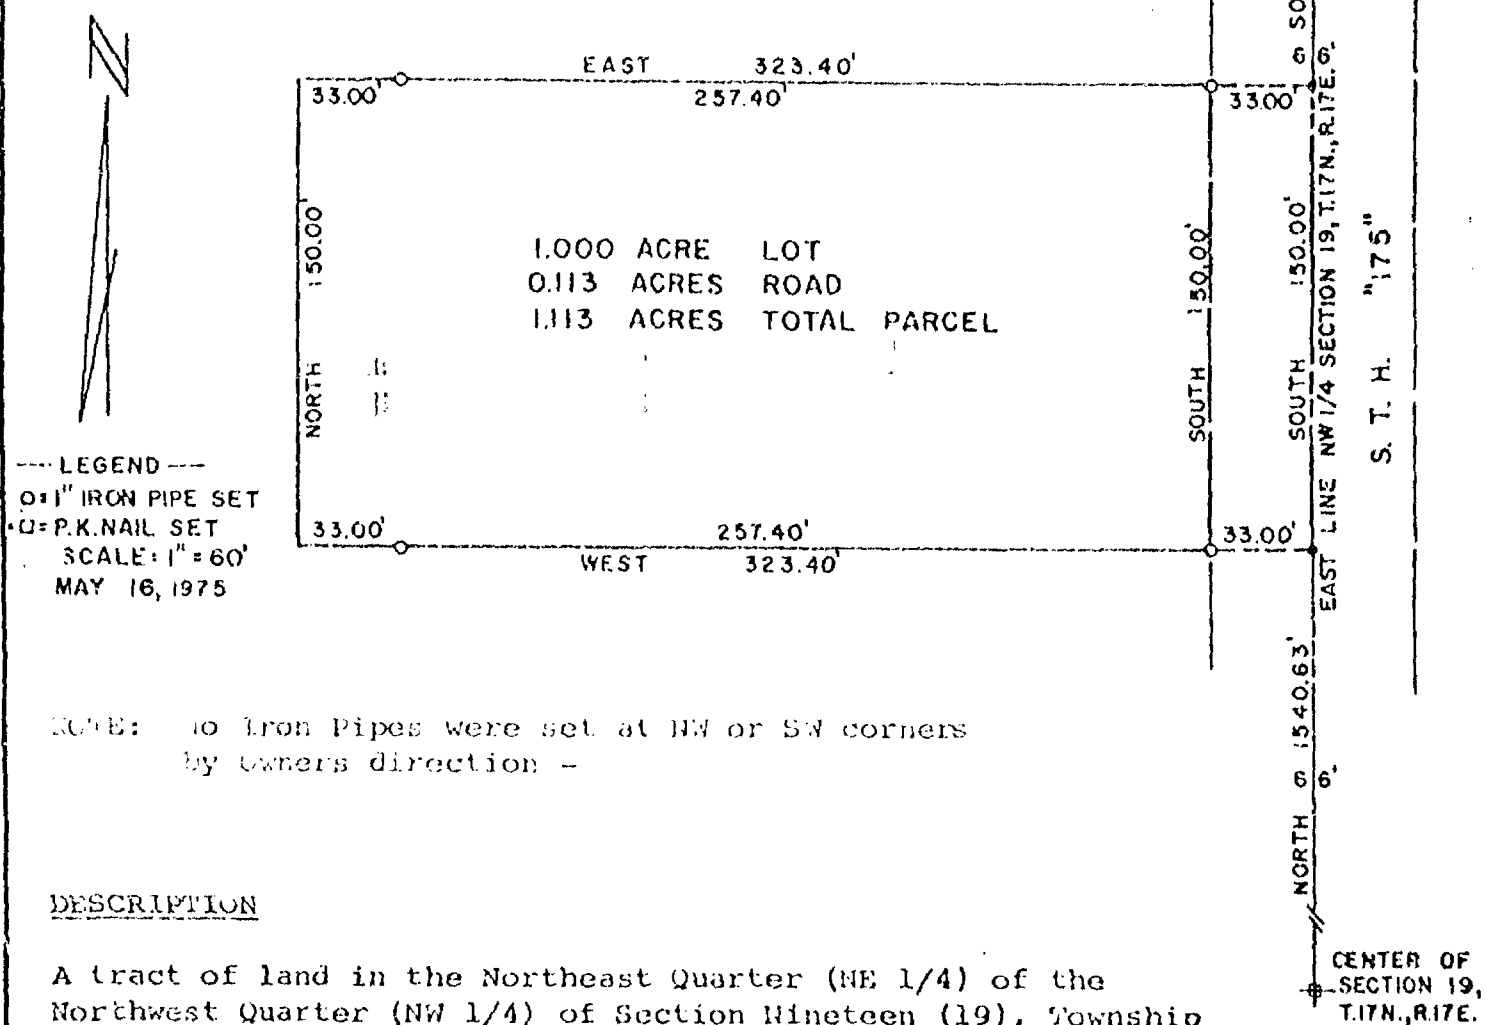 N
EAST 323.40'
33.00'
257.40'
33.00'
NORTH 150.00'
1.000 ACRE LOT
0.113 ACRES ROAD
1.113 ACRES TOTAL PARCEL
SOUTH 150.00'
SOUTH 150.00'
6 6'
EAST LINE NW 1/4 SECTION 19, T.17N., R.17E.
S. T. H. "175"
---- LEGEND ---
O=1" IRON PIPE SET
P.K. NAIL SET
SCALE: 1" = 60'
MAY 16, 1975
33.00'
257.40'
33.00'
WEST 323.40'
NORTH 1540.63'
6 6'
NOTE: No Iron Pipes were set at NW or SW corners
by Owners direction -
DESCRIPTION
A tract of land in the Northeast Quarter (NE 1/4) of the
Northwest Quarter (NW 1/4) of Section Nineteen (19), Township
CENTER OF
SECTION 19,
T.17N., R.17E.